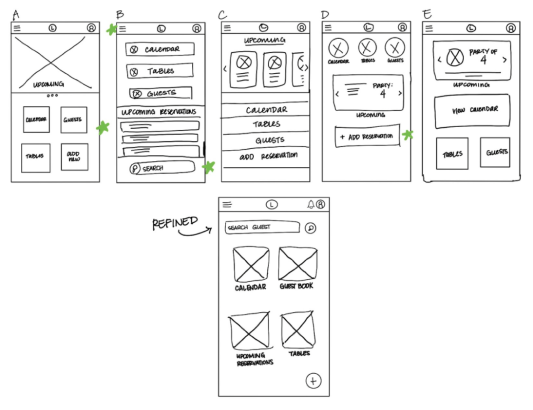 A
B
C
D
E
L
R
UPCOMING
CALENDAR
GUESTS
TABLES
ADD NEW
L
R
CALENDAR
TABLES
GUESTS
UPCOMING RESERVATIONS
SEARCH
L
R
UPCOMING
CALENDAR
TABLES
GUESTS
ADD RESERVATION
L
R
CALENDAR
TABLES
GUESTS
PARTY:
4
UPCOMING
+ ADD RESERVATION
L
R
PARTY OF
4
UPCOMING
VIEW CALENDAR
TABLES
GUESTS
REFINED
L
R
SEARCH GUEST
CALENDAR
GUEST BOOK
UPCOMING
RESERVATIONS
TABLES
+